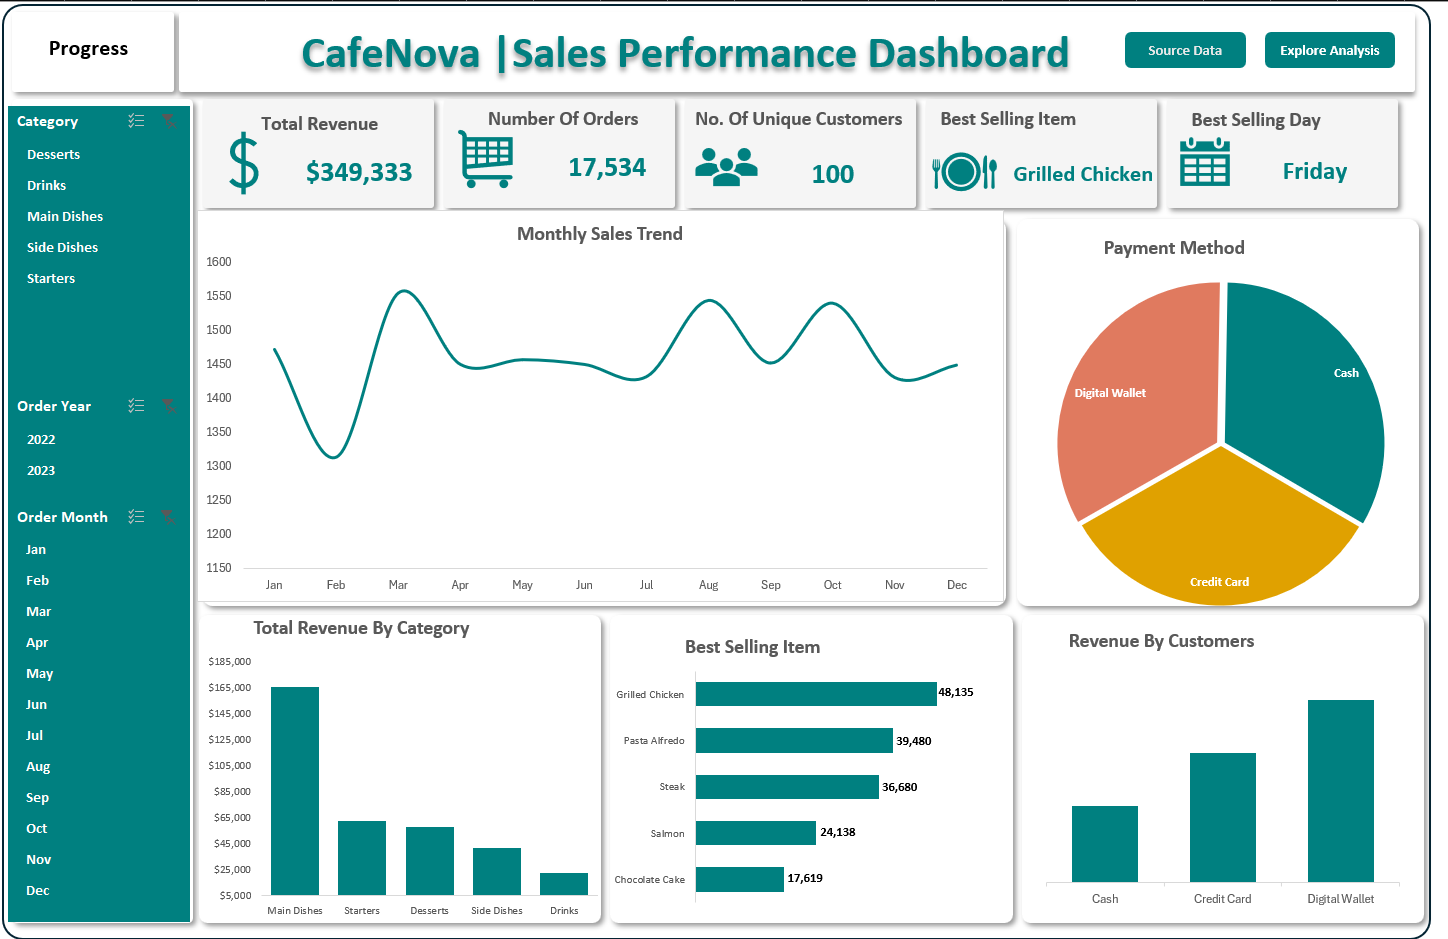 Progress
CafeNova |Sales Performance Dashboard
Source Data
Explore Analysis
Category
Desserts
Drinks
Main Dishes
Side Dishes
Starters
Order Year
2022
2023
Order Month
Jan
Feb
Mar
Apr
May
Jun
Jul
Aug
Sep
Oct
Nov
Dec
Total Revenue
$349,333
Number Of Orders
17,534
No. Of Unique Customers
100
Best Selling Item
Grilled Chicken
Best Selling Day
Friday
Monthly Sales Trend
1600
1550
1500
1450
1400
1350
1300
1250
1200
1150
Jan Feb Mar Apr May Jun Jul Aug Sep Oct Nov Dec
Payment Method
Digital Wallet
Cash
Credit Card
Total Revenue By Category
$185,000
$165,000
$145,000
$125,000
$105,000
$85,000
$65,000
$45,000
$25,000
$5,000
Main Dishes Starters Desserts Side Dishes Drinks
Best Selling Item
Grilled Chicken 48,135
Pasta Alfredo 39,480
Steak 36,680
Salmon 24,138
Chocolate Cake 17,619
Revenue By Customers
Cash Credit Card Digital Wallet